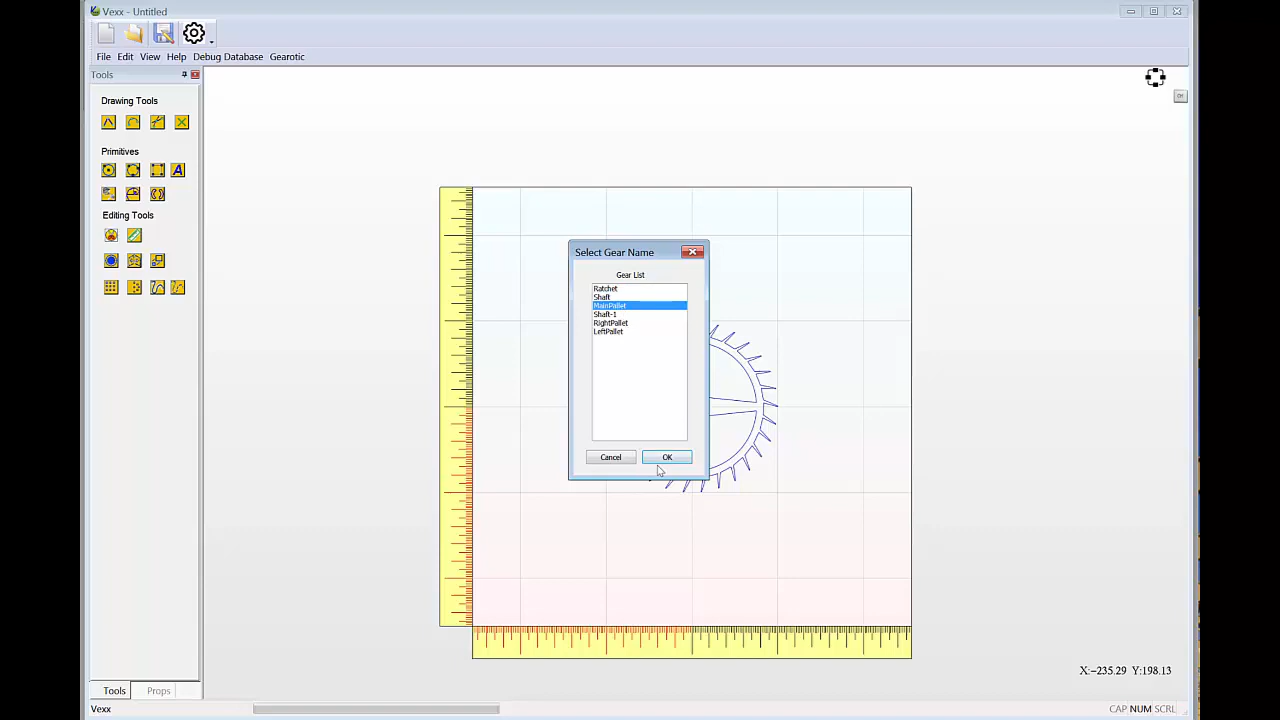 Vexx - Untitled
File Edit View Help Debug Database Gearotic
Tools
Drawing Tools
Primitives
A
Editing Tools
Select Gear Name
Gear List
Ratchet
Shaft
MainPallet
Shaft-1
RightPallet
LeftPallet
Cancel OK
X:-235.29 Y:198.13
Tools Props
Vexx
CAP NUM SCRL